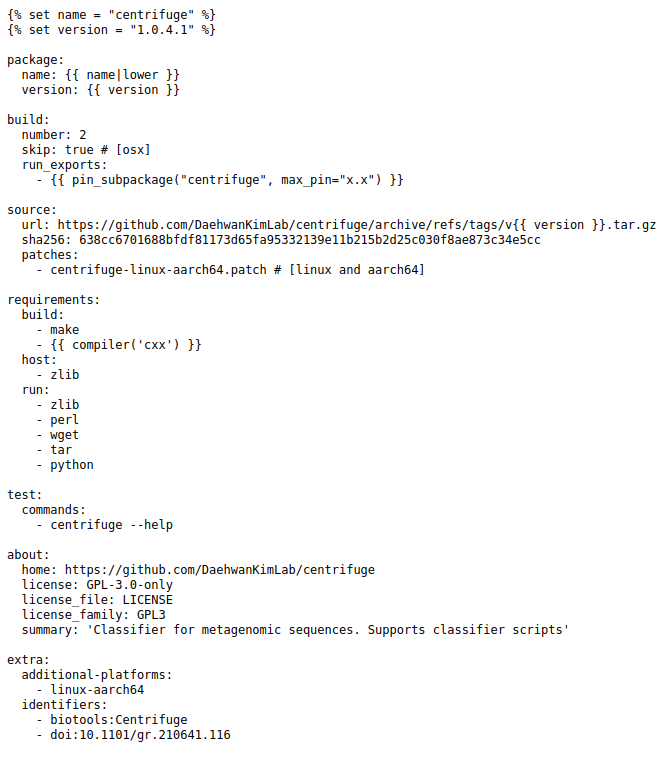 {% set name = "centrifuge" %}
{% set version = "1.0.4.1" %}

package:
  name: {{ name|lower }}
  version: {{ version }}

build:
  number: 2
  skip: true # [osx]
  run_exports:
    - {{ pin_subpackage("centrifuge", max_pin="x.x") }}

source:
  url: https://github.com/DaehwanKimLab/centrifuge/archive/refs/tags/v{{ version }}.tar.gz
  sha256: 638cc6701688bfdf81173d65fa95332139e11b215b2d25c030f8ae873c34e5cc
  patches:
    - centrifuge-linux-aarch64.patch # [linux and aarch64]

requirements:
  build:
    - make
    - {{ compiler('cxx') }}
  host:
    - zlib
  run:
    - zlib
    - perl
    - wget
    - tar
    - python

test:
  commands:
    - centrifuge --help

about:
  home: https://github.com/DaehwanKimLab/centrifuge
  license: GPL-3.0-only
  license_file: LICENSE
  license_family: GPL3
  summary: 'Classifier for metagenomic sequences. Supports classifier scripts'

extra:
  additional-platforms:
    - linux-aarch64
  identifiers:
    - biotools:Centrifuge
    - doi:10.1101/gr.210641.116